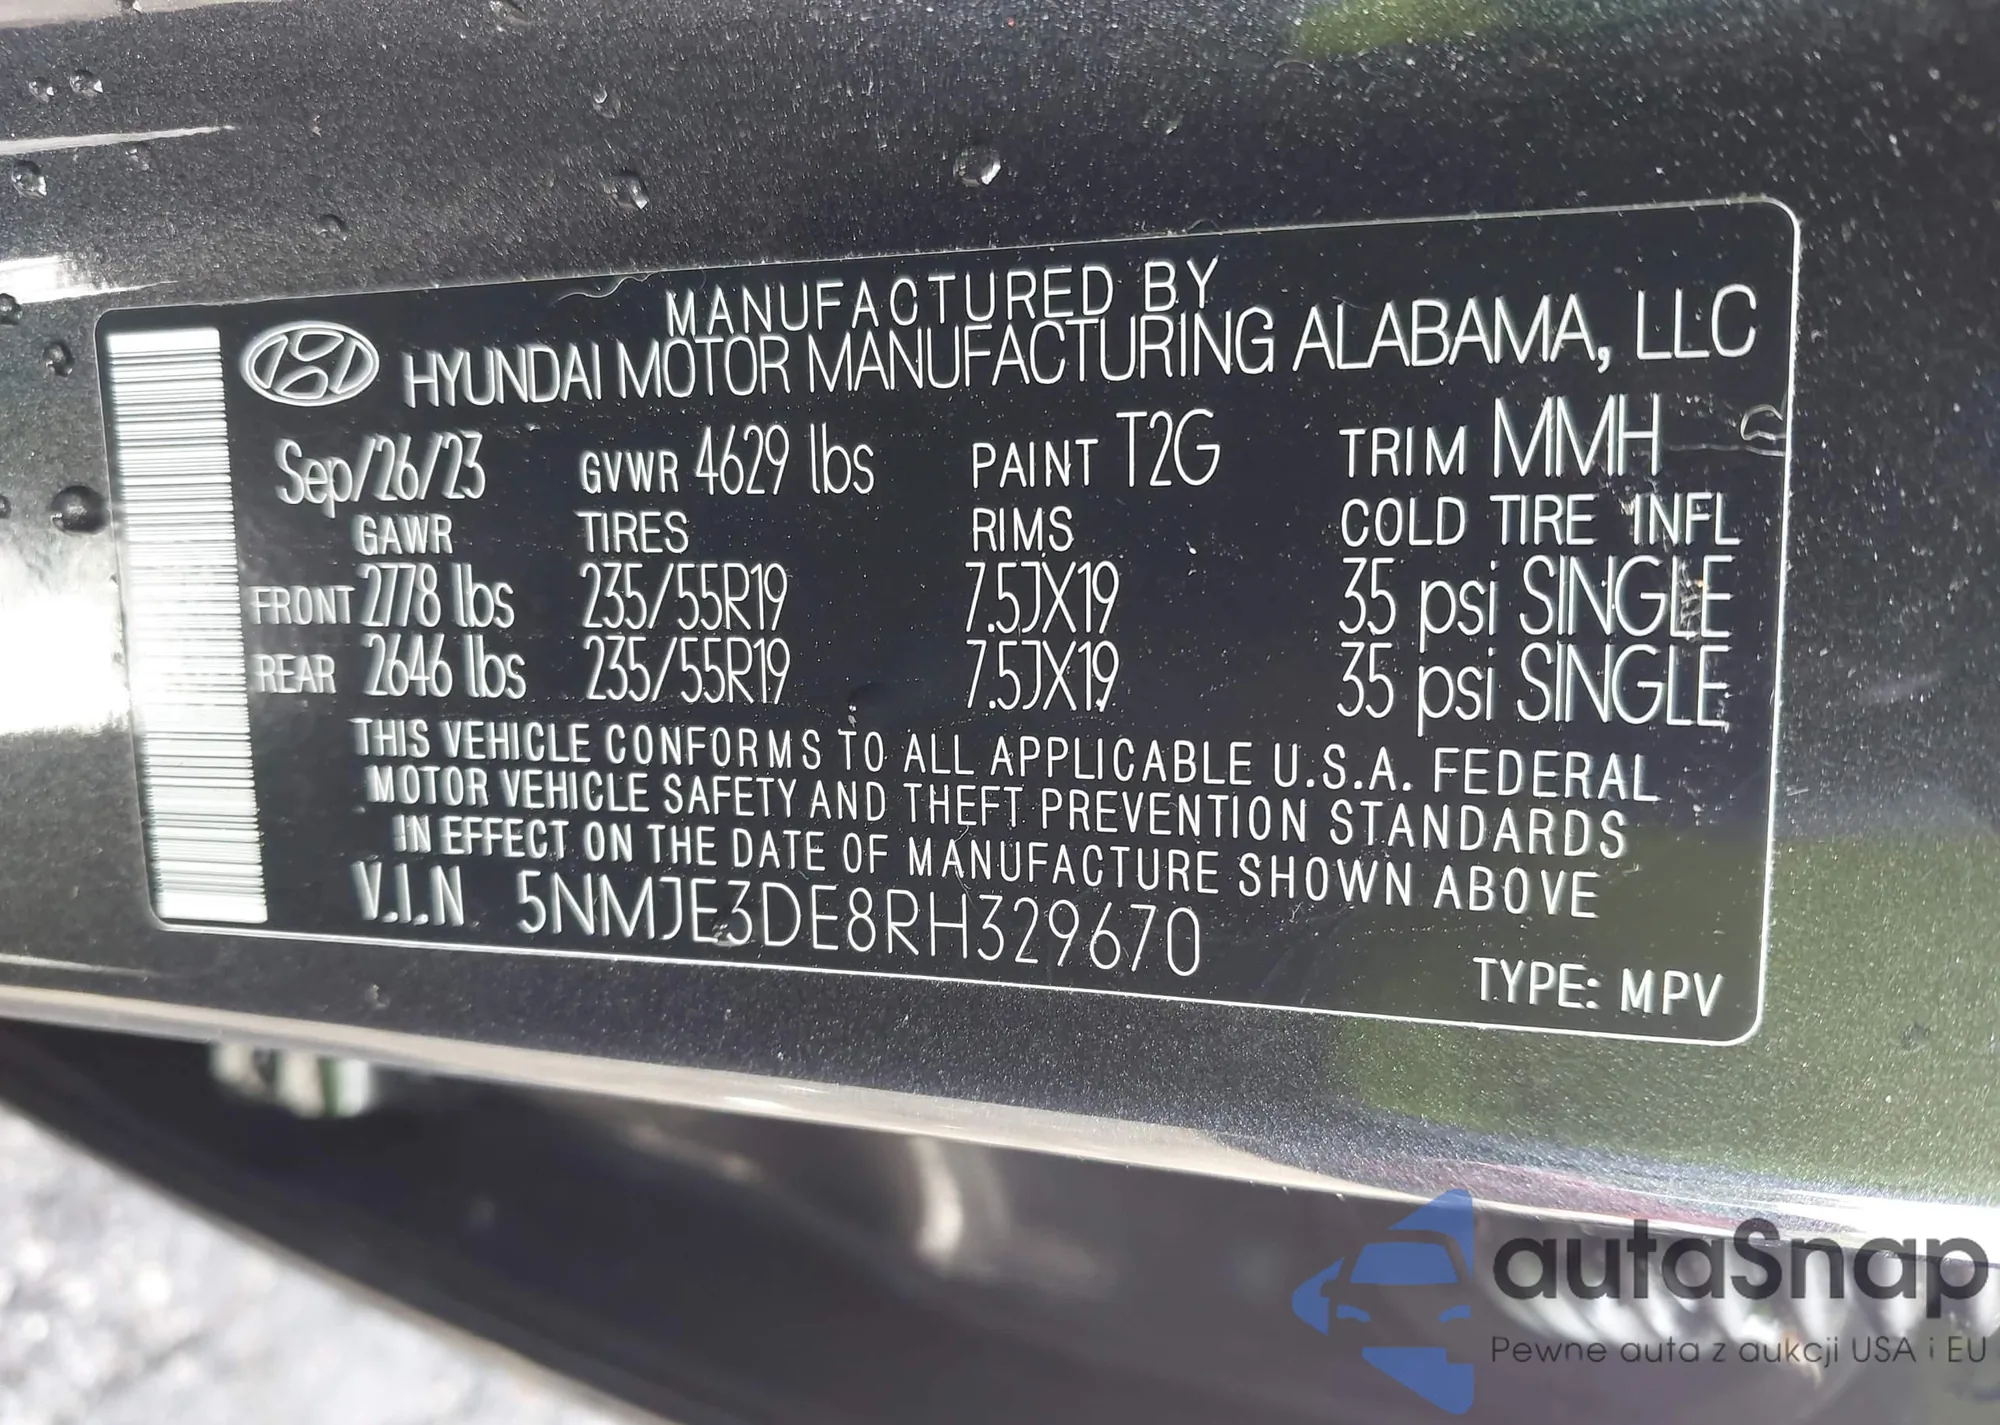 MANUFACTURED BY
HYUNDAI MOTOR MANUFACTURING ALABAMA, LLC
Sep/26/23 GVWR 4629 lbs PAINT T2G TRIM MMH
GAWR TIRES RIMS COLD TIRE INFL
FRONT 2778 lbs 235/55R19 7.5JX19 35 psi SINGLE
REAR 2646 lbs 235/55R19 7.5JX19 35 psi SINGLE
THIS VEHICLE CONFORMS TO ALL APPLICABLE U.S.A. FEDERAL
MOTOR VEHICLE SAFETY AND THEFT PREVENTION STANDARDS
IN EFFECT ON THE DATE OF MANUFACTURE SHOWN ABOVE
V.I.N 5NMJE3DE8RH329670
TYPE: MPV
autaSnap
Pewne auta z aukcji USA i EU